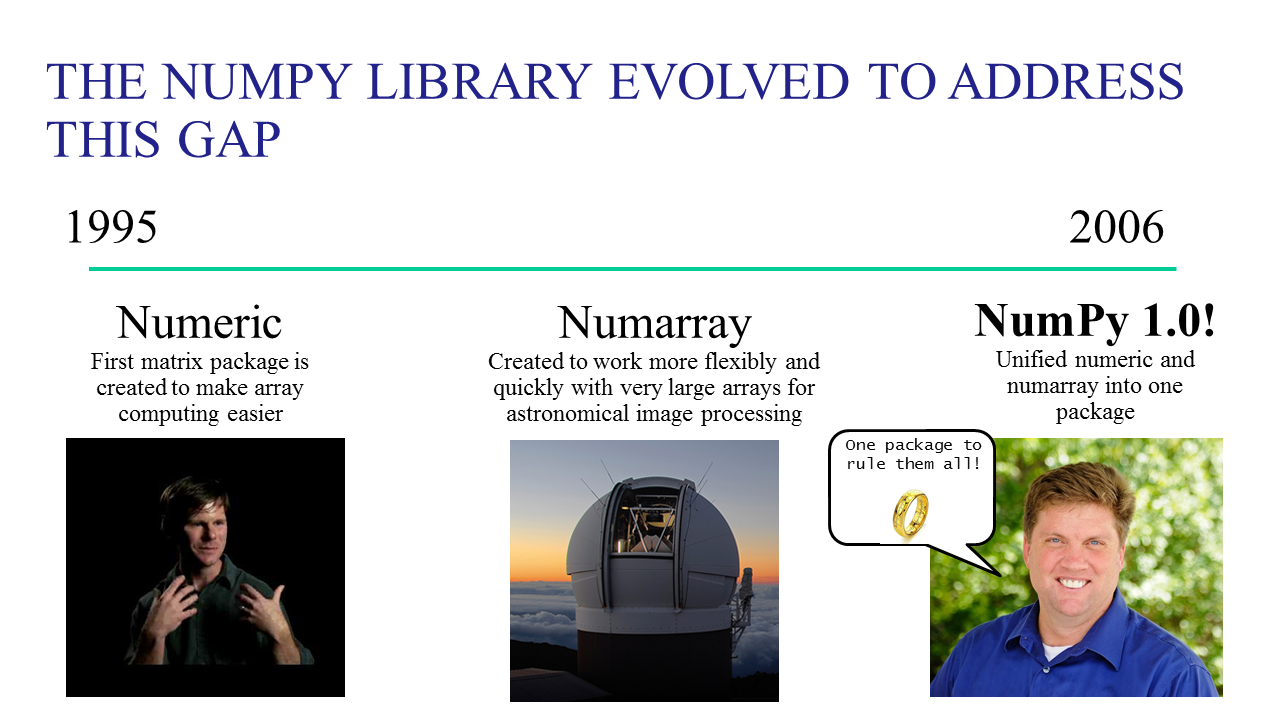 THE NUMPY LIBRARY EVOLVED TO ADDRESS
THIS GAP
1995
2006
Numeric
First matrix package is
created to make array
computing easier
Numarray
Created to work more flexibly and
quickly with very large arrays for
astronomical image processing
NumPy 1.0!
Unified numeric and
numarray into one
package
One package to
rule them all!